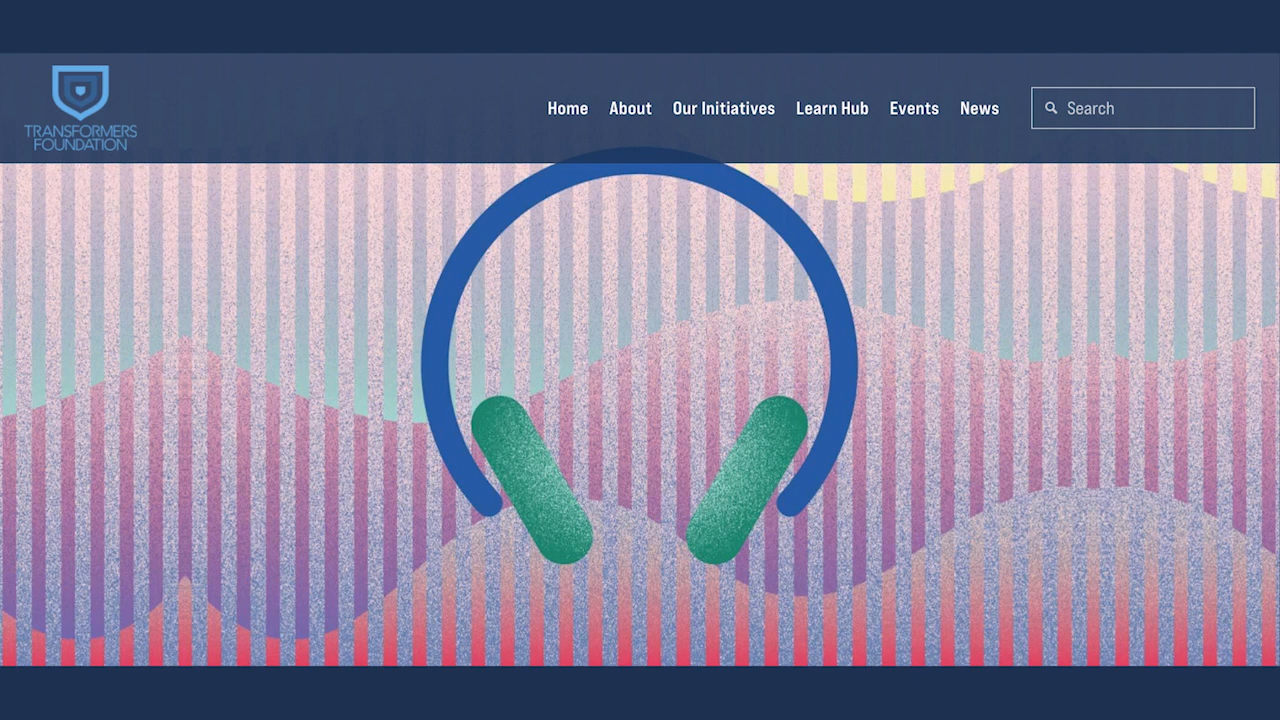 TRANSFORMERS
FOUNDATION
Home About Our Initiatives Learn Hub Events News Search